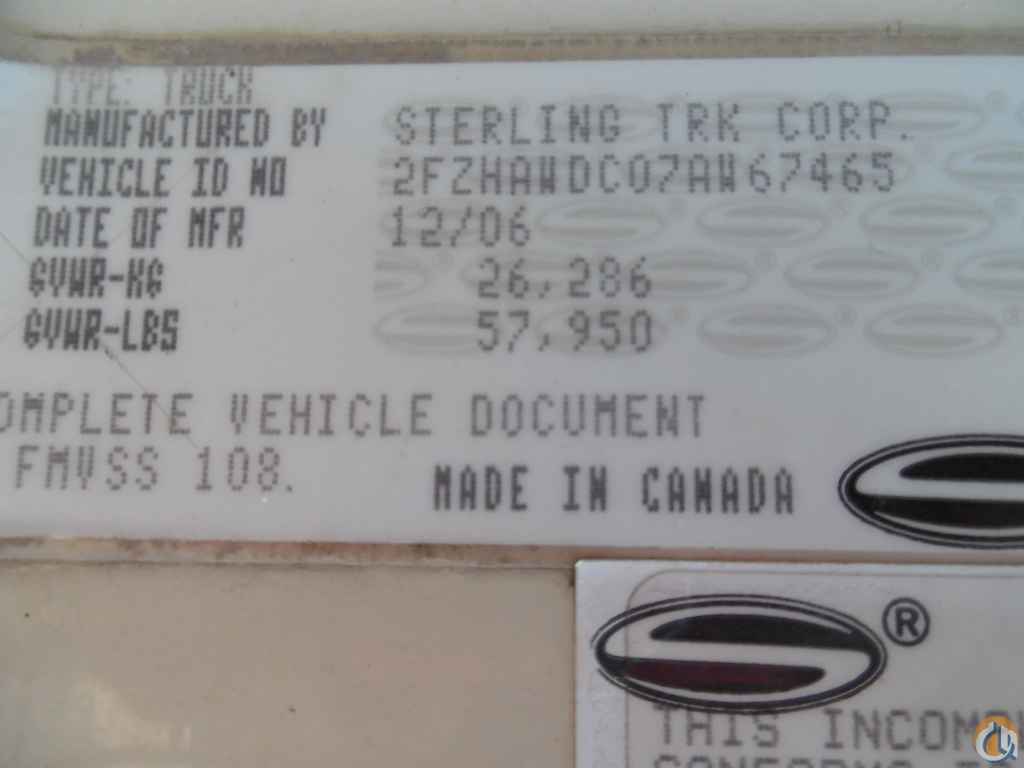 TYPE: TRUCK
MANUFACTURED BY STERLING TRK CORP.
VEHICLE ID NO 2FZHAWDC07AW67465
DATE OF MFR 12/06
GVWR-KG 26,286
GVWR-LBS 57,950
OMPLETE VEHICLE DOCUMENT
FMVSS 108.
MADE IN CANADA
®
THIS INCOM